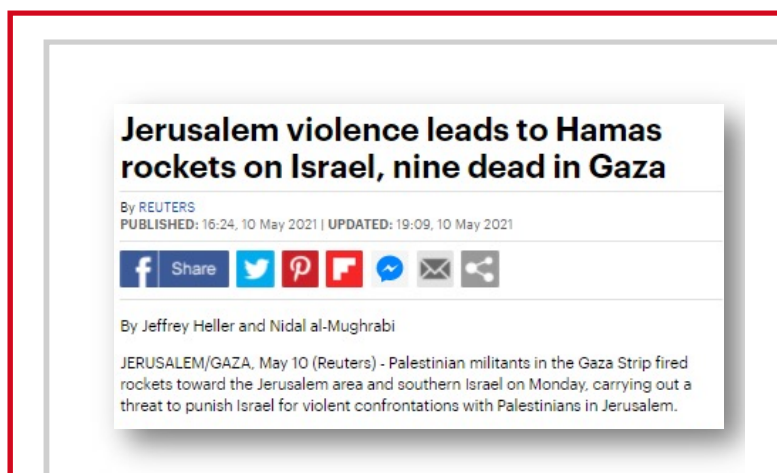 Jerusalem violence leads to Hamas
rockets on Israel, nine dead in Gaza
By REUTERS
PUBLISHED: 16:24, 10 May 2021 | UPDATED: 19:09, 10 May 2021
f Share
By Jeffrey Heller and Nidal al-Mughrabi
JERUSALEM/GAZA, May 10 (Reuters) - Palestinian militants in the Gaza Strip fired
rockets toward the Jerusalem area and southern Israel on Monday, carrying out a
threat to punish Israel for violent confrontations with Palestinians in Jerusalem.